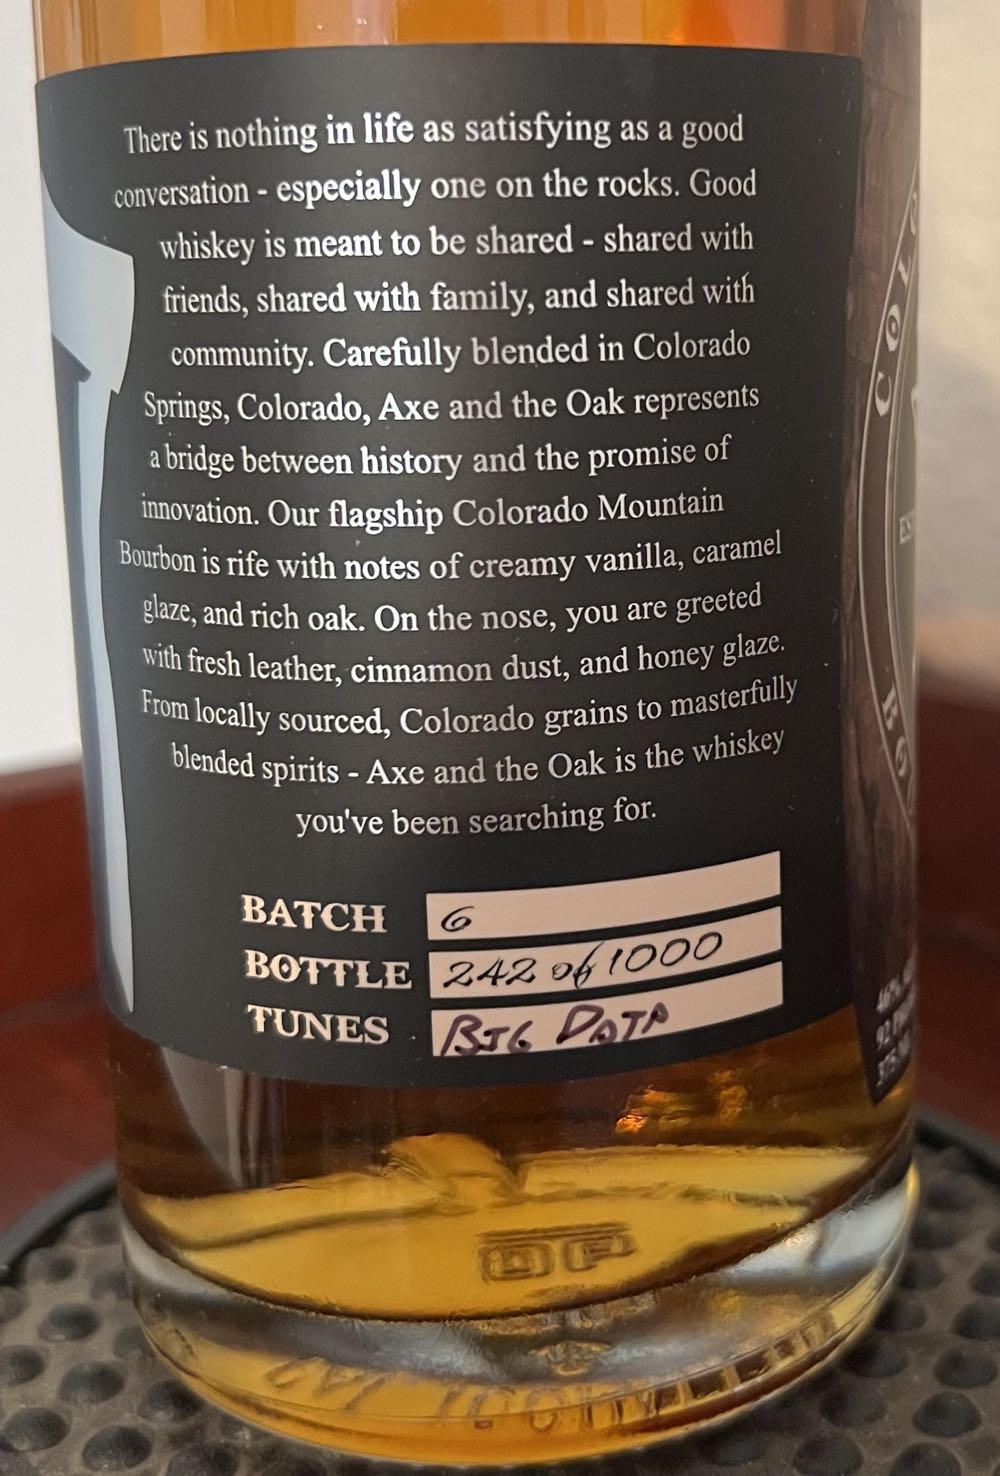 There is nothing in life as satisfying as a good
conversation - especially one on the rocks. Good
whiskey is meant to be shared - shared with
friends, shared with family, and shared with
community. Carefully blended in Colorado
Springs, Colorado, Axe and the Oak represents
a bridge between history and the promise of
innovation. Our flagship Colorado Mountain
Bourbon is rife with notes of creamy vanilla, caramel
glaze, and rich oak. On the nose, you are greeted
with fresh leather, cinnamon dust, and honey glaze.
From locally sourced, Colorado grains to masterfully
blended spirits - Axe and the Oak is the whiskey
you've been searching for.
BATCH 6
BOTTLE 242 of 1000
TUNES BIG DATA